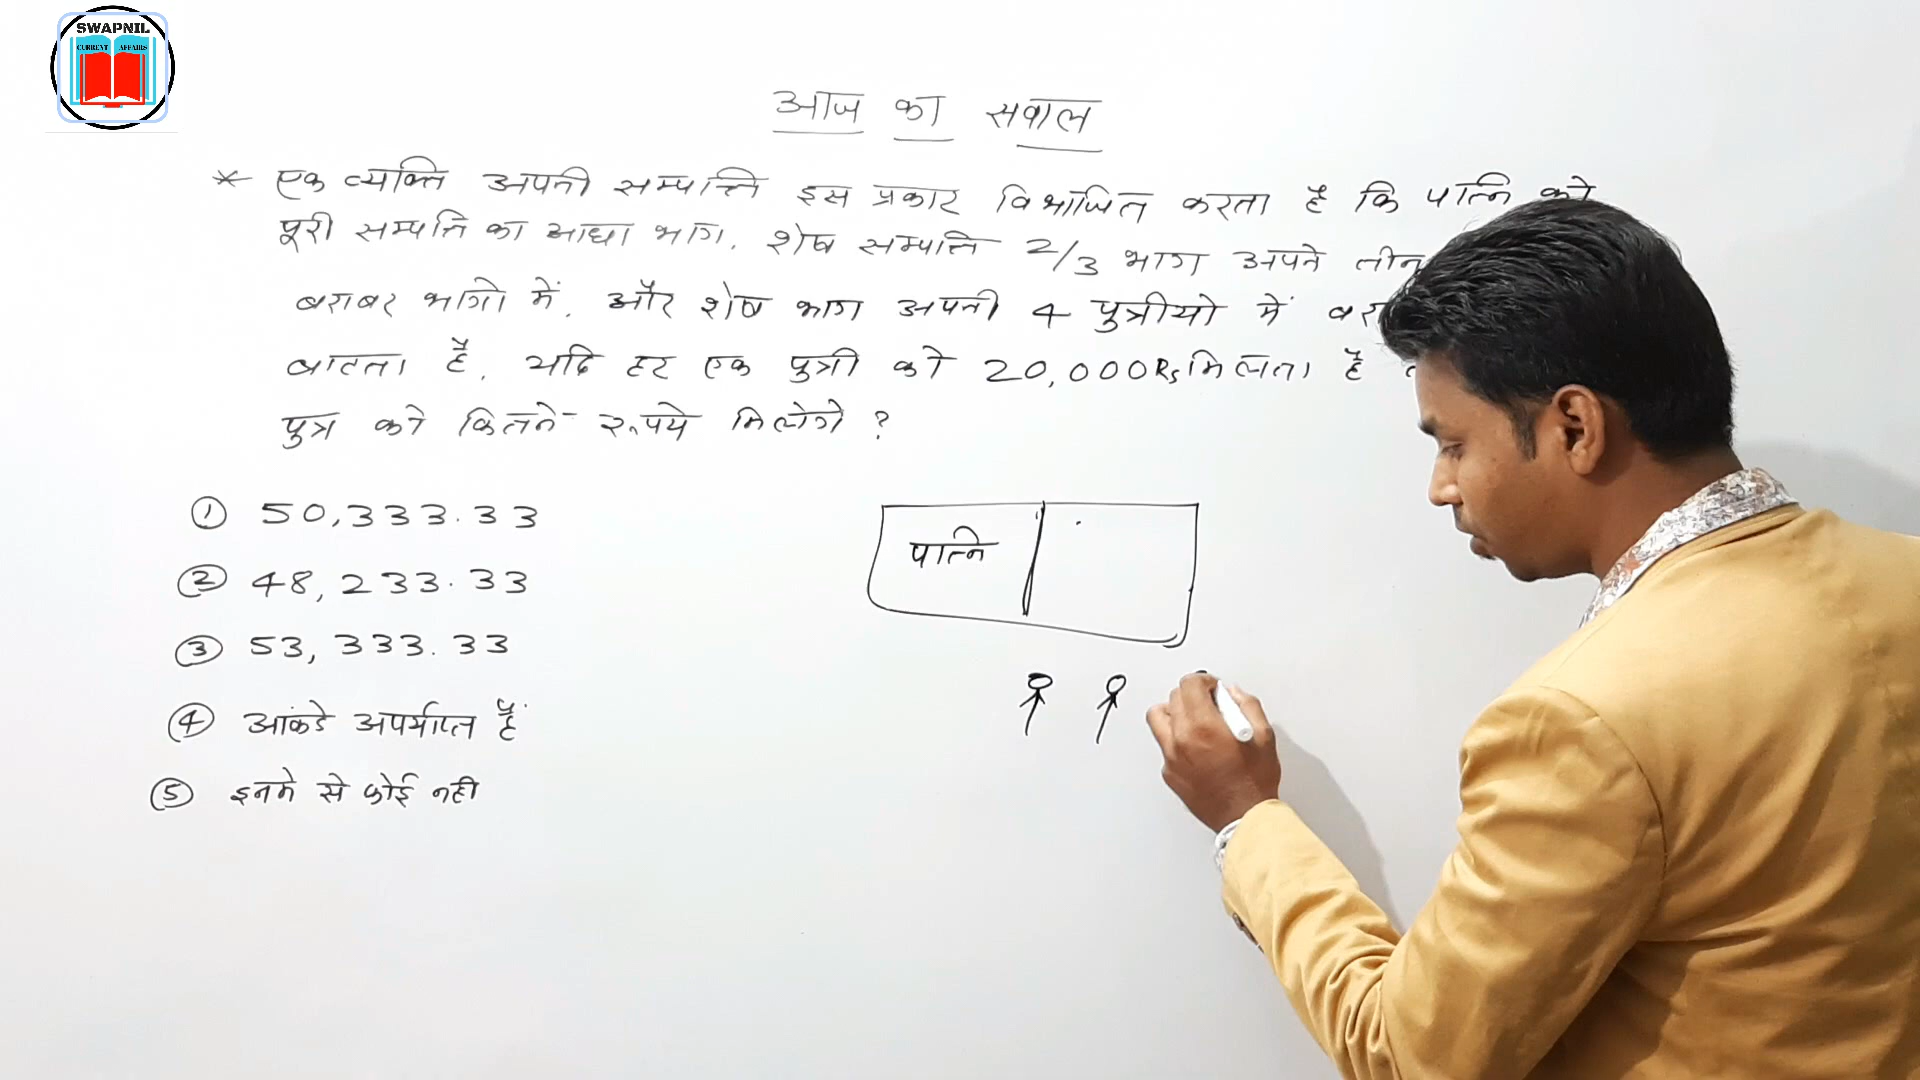 SWAPNIL
CURRENT AFFAIRS
आज का सवाल
* एक व्यक्ति अपनी सम्पत्ति इस प्रकार विभाजित करता है कि पत्नि को
पूरी सम्पत्ति का आधा भाग, शेष सम्पत्ति 2/3 भाग अपने तीन
बराबर भागो में, और शेष भाग अपनी 4 पुत्रीयो में
बाटता है, यदि हर एक पुत्री को 20,000Rs मिलता है
पुत्र को कितने रूपये मिलेगे ?
① 50,333.33
② 48,233.33
③ 53,333.33
④ आंकडे अपर्याप्त है
⑤ इनमे से कोई नही
पत्नि